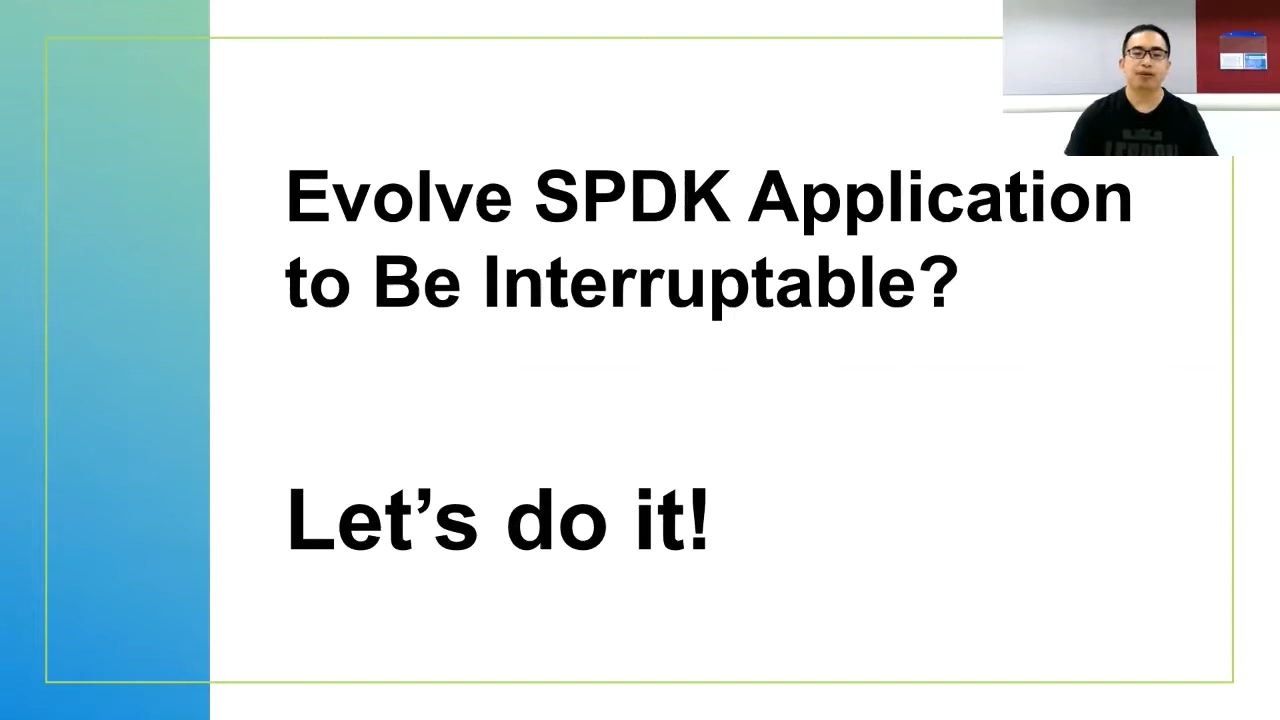 Evolve SPDK Application
to Be Interruptable?
Let’s do it!